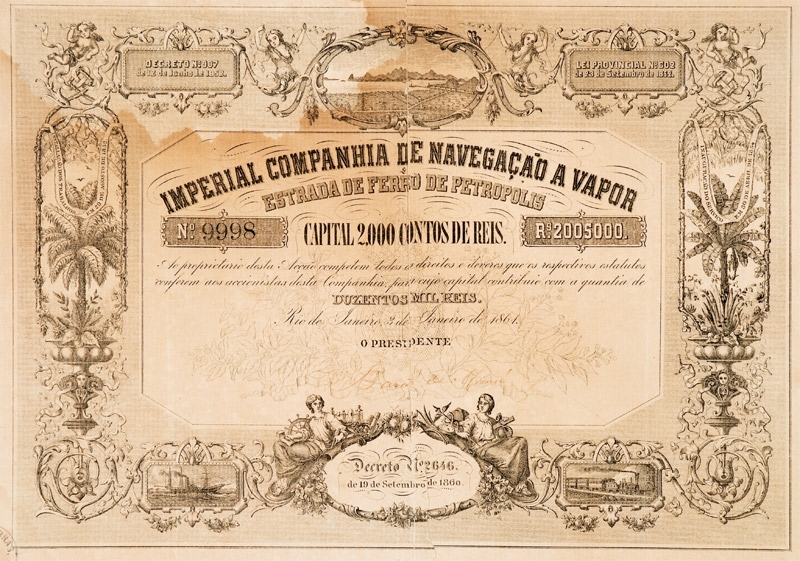 DECRETO Nº 987
de 12 de Junho de 1852.
LEI PROVINCIAL Nº 602
de 23 de Setembro de 1852.
IMPERIAL COMPANHIA DE NAVEGAÇAÕ A VAPOR
E
ESTRADA DE FERRO DE PETROPOLIS
Nº 9998
CAPITAL 2,000 CONTOS DE REIS.
RS. 200$000.
Ao proprietario desta Acção competem todos os direitos e deveres que os respectivos estatutos
conferem aos accionistas desta Companhia, para cujo capital contribuio com a quantia de
DUZENTOS MIL REIS.
Rio de Janeiro, 2 de Janeiro de 1861.
O PRESIDENTE
Decreto Nº 2646.
de 19 de Setembro de 1860.